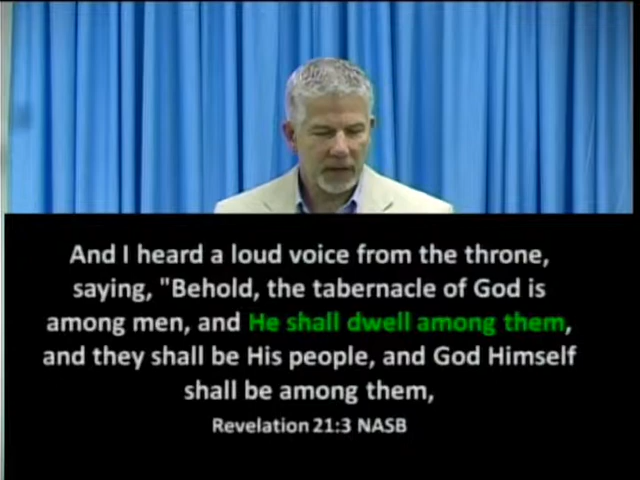 And I heard a loud voice from the throne,
saying, "Behold, the tabernacle of God is
among men, and He shall dwell among them,
and they shall be His people, and God Himself
shall be among them,
Revelation 21:3 NASB